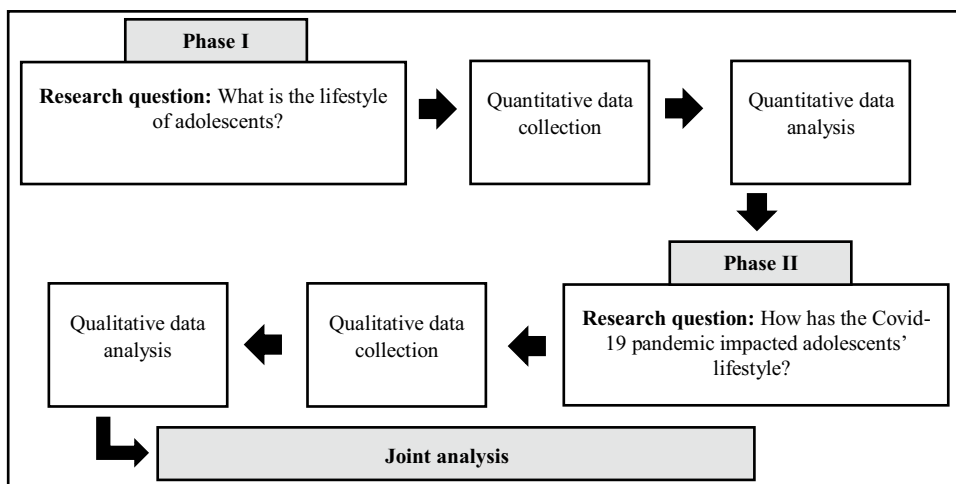 Phase I
Research question: What is the lifestyle
of adolescents?
Quantitative data
collection
Quantitative data
analysis
Phase II
Research question: How has the Covid-
19 pandemic impacted adolescents’
lifestyle?
Qualitative data
collection
Qualitative data
analysis
Joint analysis